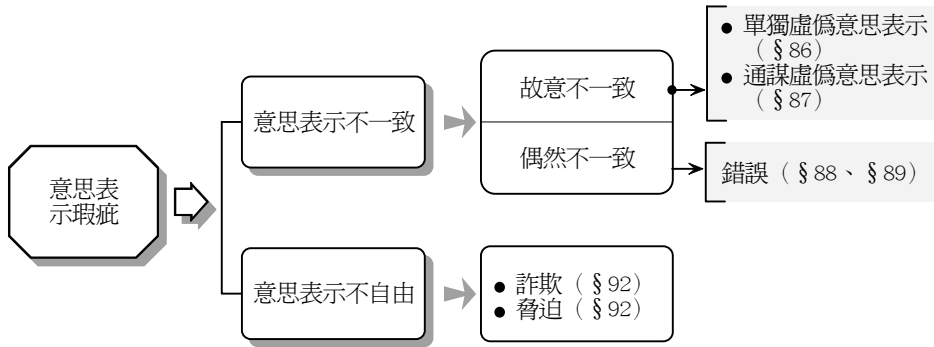 意思表
示瑕疵
意思表示不一致
故意不一致
偶然不一致
● 單獨虛偽意思表示
（§86）
● 通謀虛偽意思表示
（§87）
錯誤（§88、§89）
意思表示不自由
● 詐欺（§92）
● 脅迫（§92）